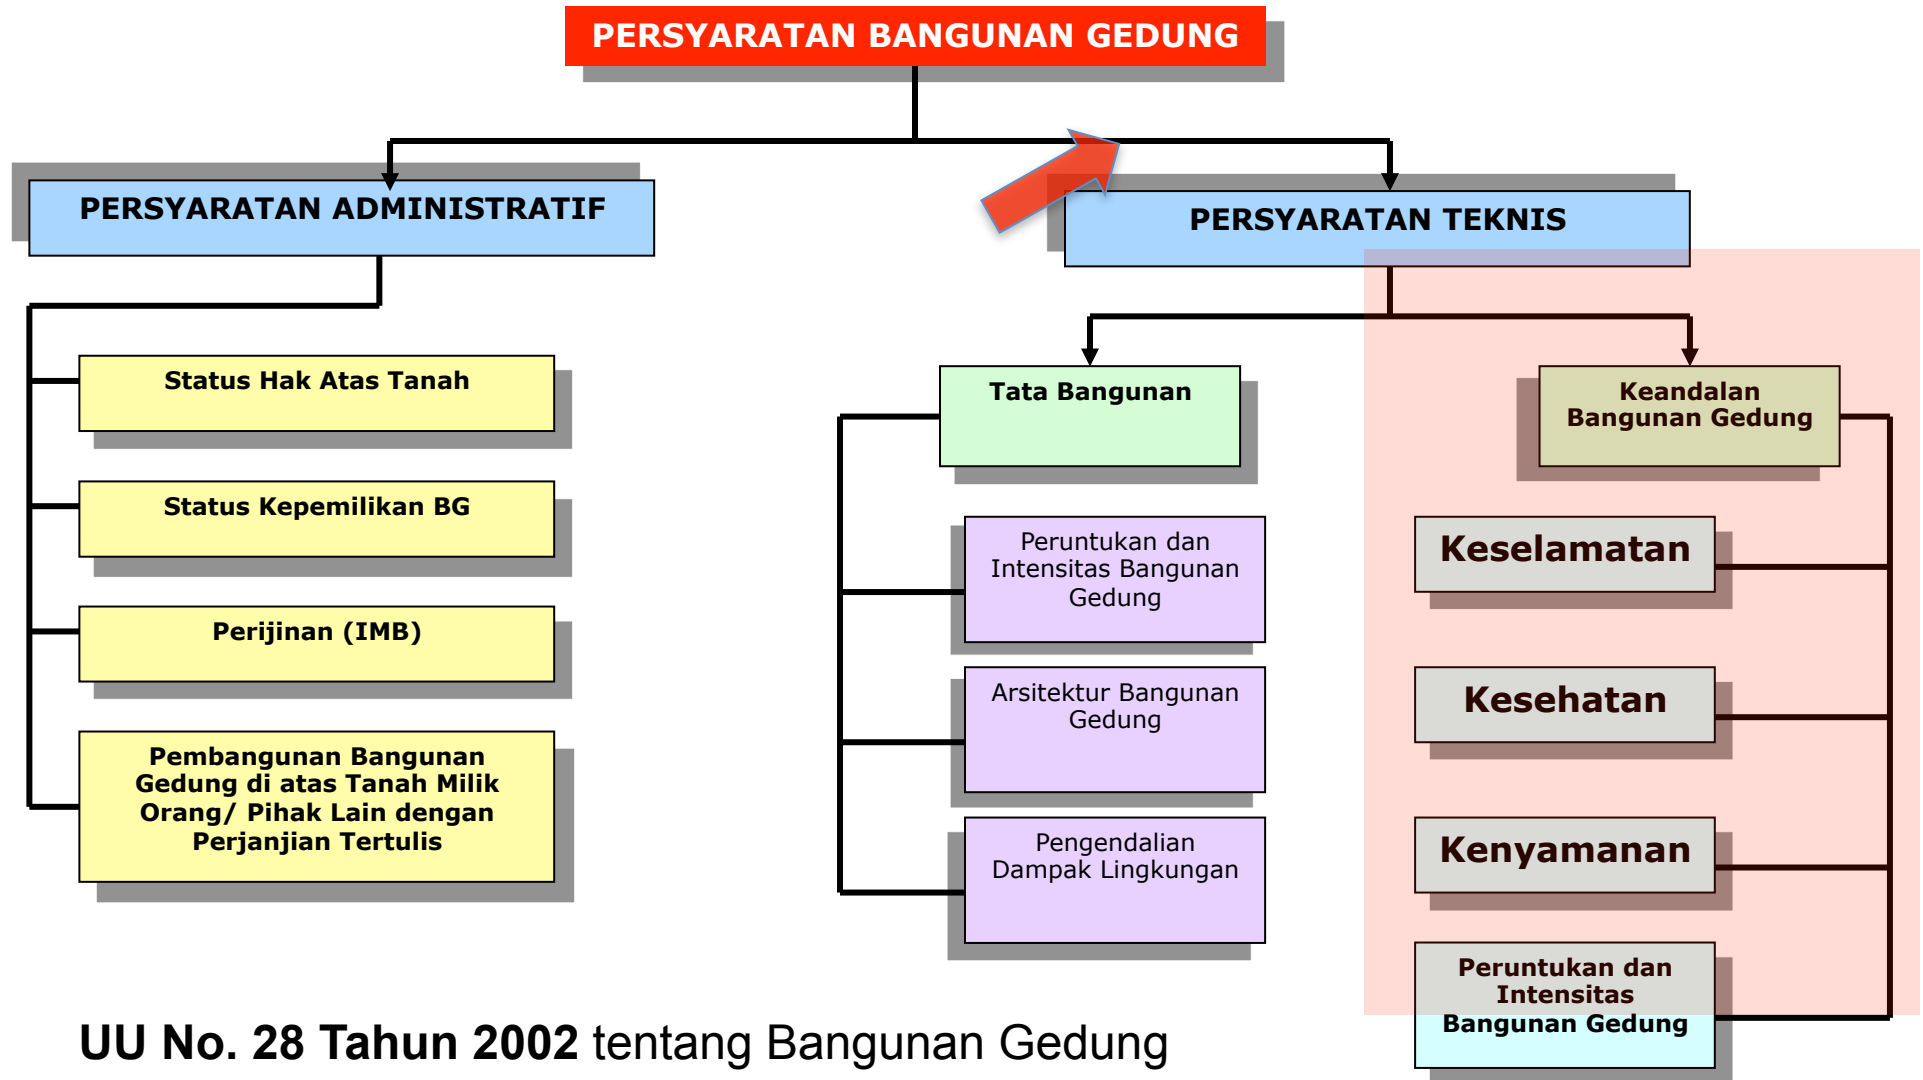 PERSYARATAN BANGUNAN GEDUNG
PERSYARATAN ADMINISTRATIF
PERSYARATAN TEKNIS
Status Hak Atas Tanah
Status Kepemilikan BG
Perijinan (IMB)
Pembangunan Bangunan
Gedung di atas Tanah Milik
Orang/ Pihak Lain dengan
Perjanjian Tertulis
Tata Bangunan
Peruntukan dan
Intensitas Bangunan
Gedung
Arsitektur Bangunan
Gedung
Pengendalian
Dampak Lingkungan
Keandalan
Bangunan Gedung
Keselamatan
Kesehatan
Kenyamanan
Peruntukan dan
Intensitas
Bangunan Gedung
UU No. 28 Tahun 2002 tentang Bangunan Gedung